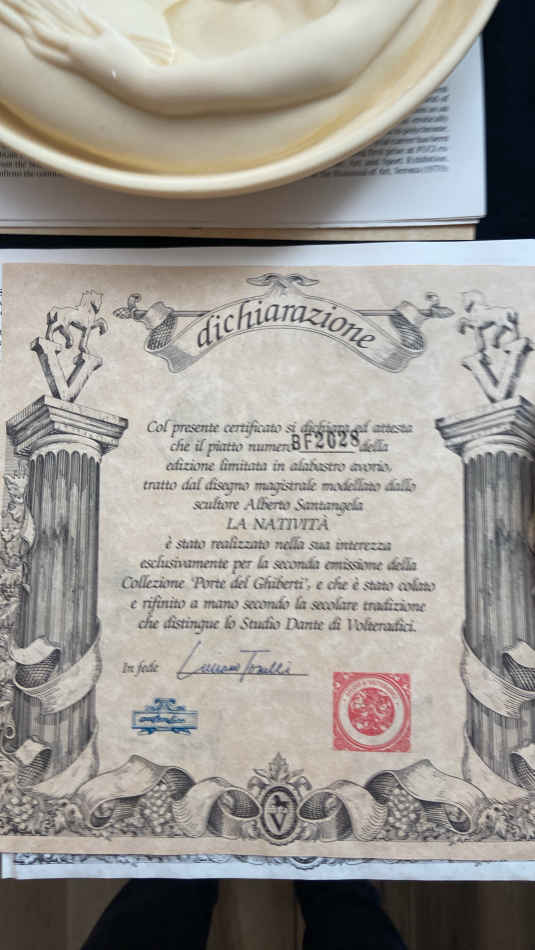 dichiarazione
Col presente certificato si dichiara ed attesta
che il piatto numero BF2028 della
edizione limitata in alabastro avorio,
tratto dal disegno magistrale modellato dallo
scultore Alberto Santangela
LA NATIVITÀ
è stato realizzato nella sua interezza
esclusivamente per la seconda emissione della
Collezione "Porte del Ghiberti", e che è stato colato
e rifinito a mano secondo la secolare tradizione
che distingue lo Studio Dante di Volteradici.
In fede
V